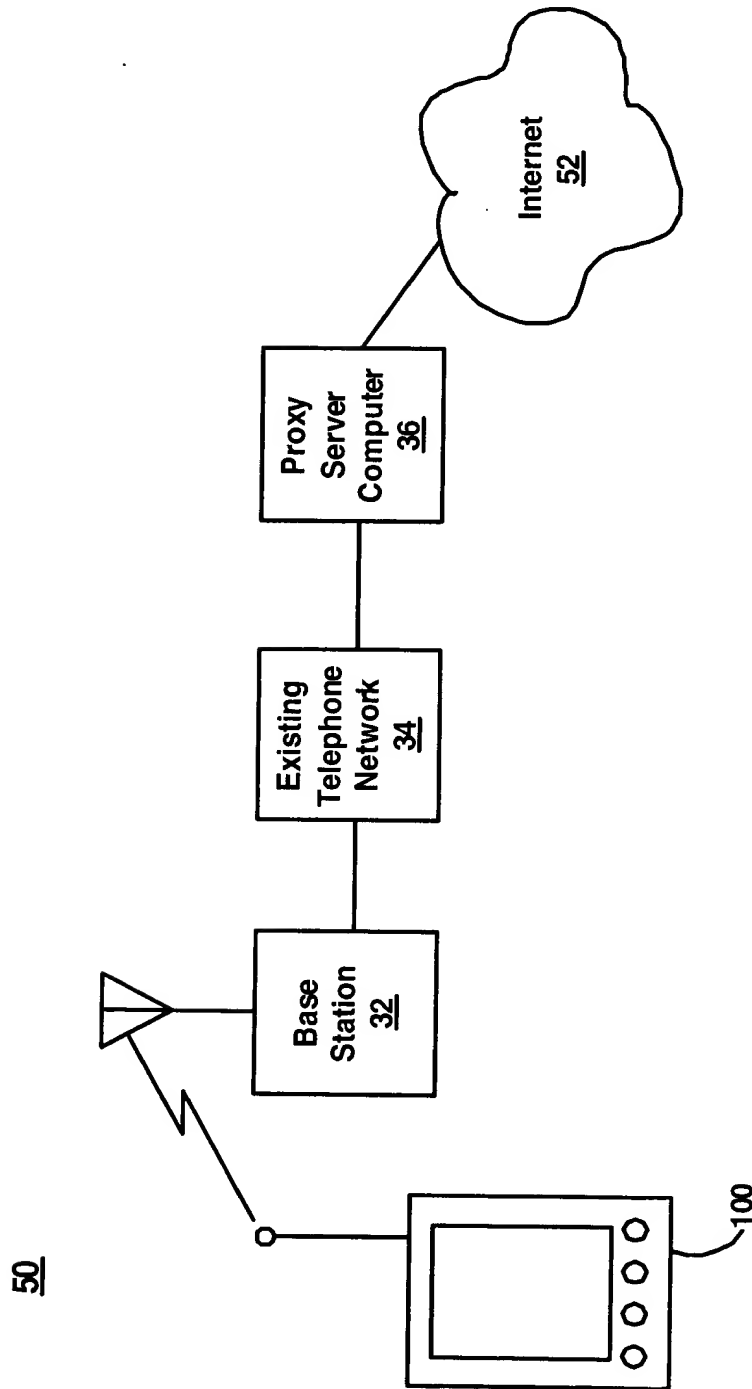 50
100
Base
Station
32
Existing
Telephone
Network
34
Proxy
Server
Computer
36
Internet
52